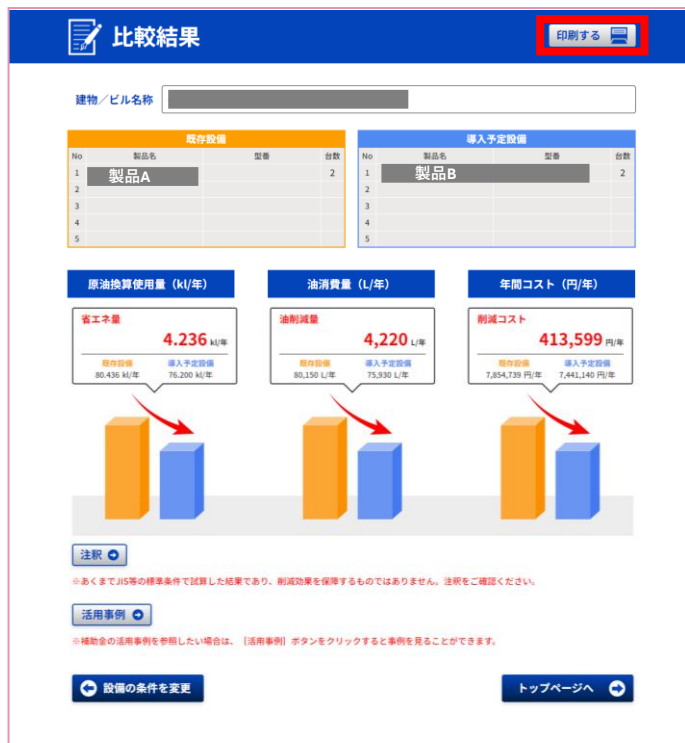 比較結果
印刷する
建物／ビル名称
既存設備
No 製品名 型番 台数
1 製品A 2
2
3
4
5
導入予定設備
No 製品名 型番 台数
1 製品B 2
2
3
4
5
原油換算使用量（kl/年）
省エネ量
4.236 kl/年
既存設備 導入予定設備
80.436 kl/年 76.200 kl/年
油消費量（L/年）
油削減量
4,220 L/年
既存設備 導入予定設備
80,150 L/年 75,930 L/年
年間コスト（円/年）
削減コスト
413,599 円/年
既存設備 導入予定設備
7,854,739 円/年 7,441,140 円/年
注釈
※あくまでJIS等の標準条件で試算した結果であり、削減効果を保障するものではありません。注釈をご確認ください。
活用事例
※補助金の活用事例を参照したい場合は、［活用事例］ボタンをクリックすると事例を見ることができます。
設備の条件を変更
トップページへ